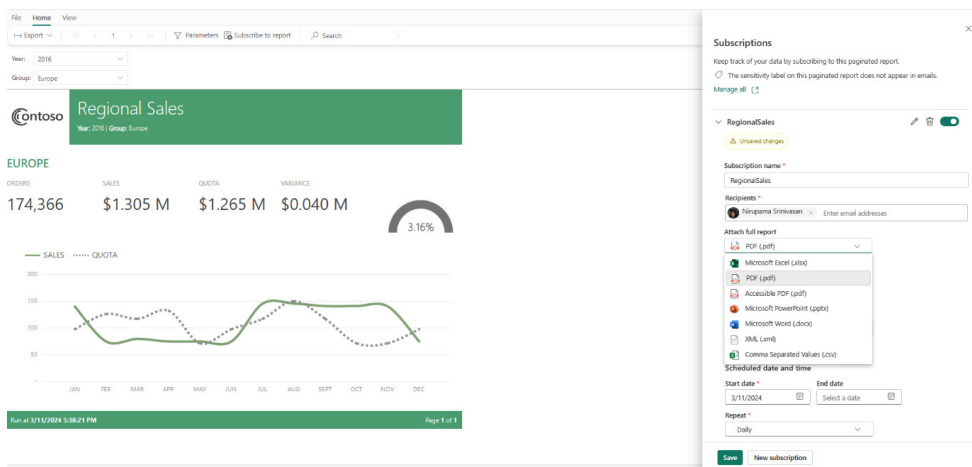 File Home View
Export 1 Parameters Subscribe to report Search
Year: 2016
Group: Europe
Contoso
Regional Sales
Year: 2016 | Group: Europe
EUROPE
ORDERS SALES QUOTA VARIANCE
174,366 $1.305 M $1.265 M $0.040 M
3.16%
SALES QUOTA
200
150
100
50
-
JAN FEB MAR APR MAY JUN JUL AUG SEPT OCT NOV DEC
Run at 3/11/2024 5:38:21 PM Page 1 of 1
Subscriptions
Keep track of your data by subscribing to this paginated report.
The sensitivity label on this paginated report does not appear in emails.
Manage all
RegionalSales
Unsaved changes
Subscription name *
RegionalSales
Recipients *
Nirupama Srinivasan Enter email addresses
Attach full report
PDF (.pdf)
Microsoft Excel (.xlsx)
PDF (.pdf)
Accessible PDF (.pdf)
Microsoft PowerPoint (.pptx)
Microsoft Word (.docx)
XML (.xml)
Comma Separated Values (.csv)
Scheduled date and time
Start date * End date
3/11/2024 Select a date
Repeat *
Daily
Save New subscription